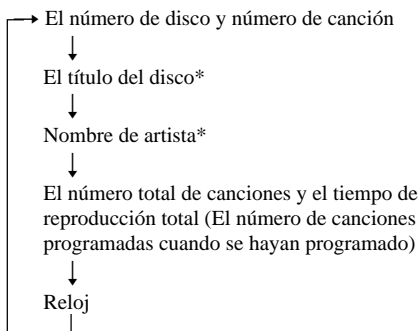 El número de disco y número de canción
El título del disco*
Nombre de artista*
El número total de canciones y el tiempo de
reproducción total (El número de canciones
programadas cuando se hayan programado)
Reloj